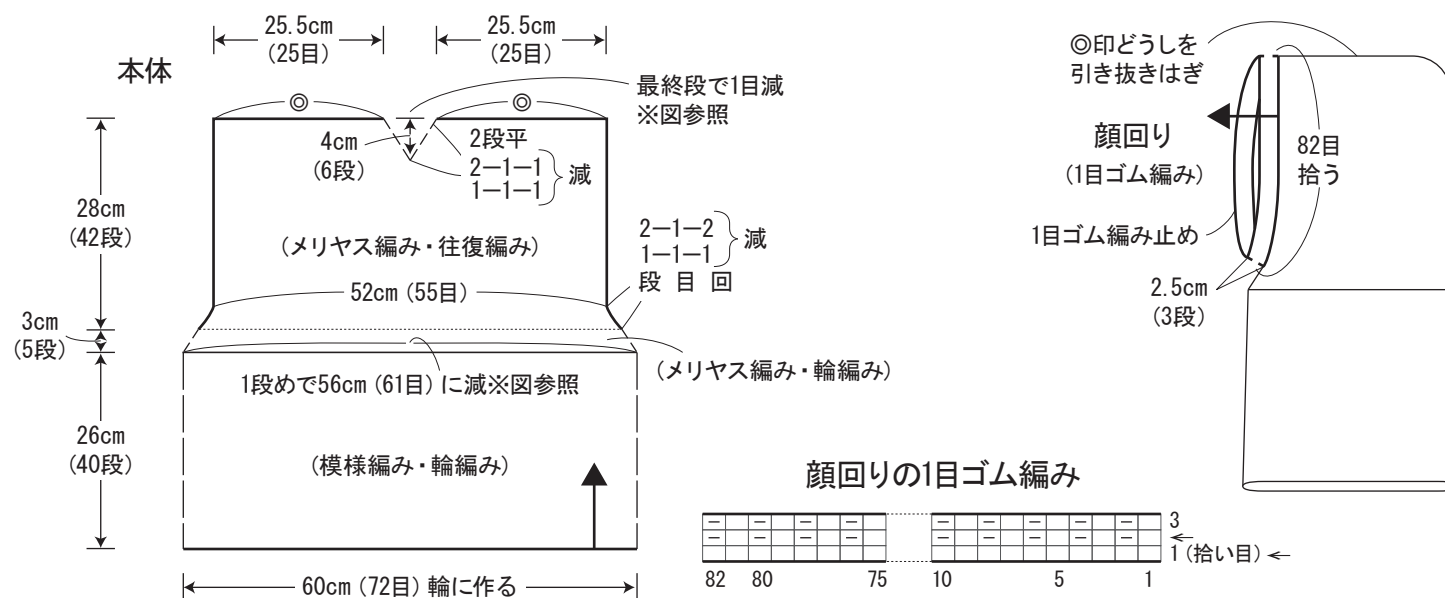 本体
25.5cm
(25目)
25.5cm
(25目)
◎
◎
最終段で1目減
※図参照
4cm
(6段)
2段平
2−1−1
1−1−1
減
28cm
(42段)
(メリヤス編み・往復編み)
2−1−2
1−1−1
減
段 目 回
52cm (55目)
3cm
(5段)
(メリヤス編み・輪編み)
1段めで56cm (61目) に減※図参照
26cm
(40段)
(模様編み・輪編み)
60cm (72目) 輪に作る
◎印どうしを
引き抜きはぎ
顔回り
(1目ゴム編み)
82目
拾う
1目ゴム編み止め
2.5cm
(3段)
顔回りの1目ゴム編み
3
←
1 (拾い目) ←
82 80 75 10 5 1